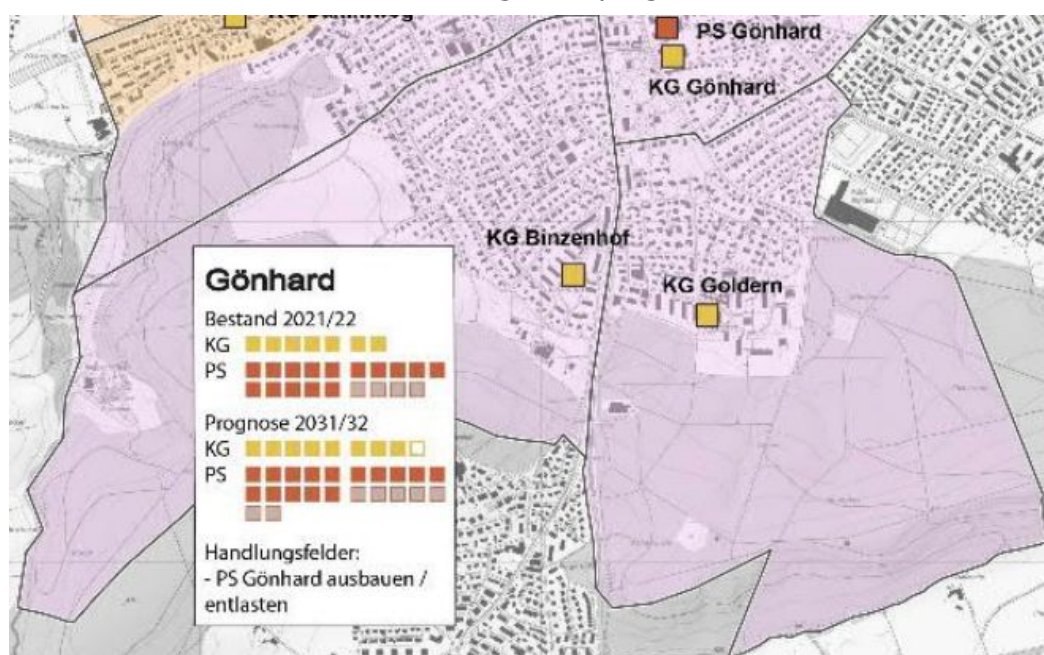 PS Gönhard
KG Gönhard
KG Binzenhof
KG Goldern
Gönhard
Bestand 2021/22
KG
PS
Prognose 2031/32
KG
PS
Handlungsfelder:
- PS Gönhard ausbauen /
entlasten